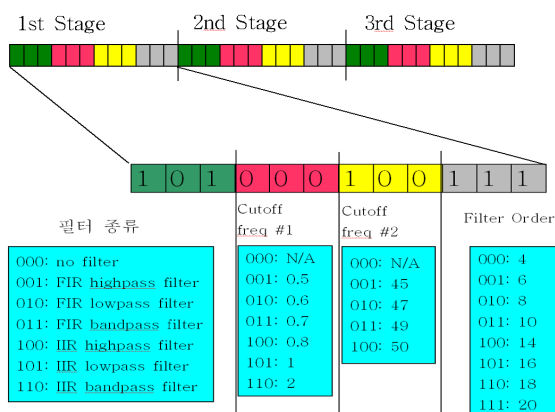 1st Stage
2nd Stage
3rd Stage
1 0 1 0 0 0 1 0 0 1 1 1
필터 종류
000: no filter
001: FIR highpass filter
010: FIR lowpass filter
011: FIR bandpass filter
100: IIR highpass filter
101: IIR lowpass filter
110: IIR bandpass filter
Cutoff
freq #1
000: N/A
001: 0.5
010: 0.6
011: 0.7
100: 0.8
101: 1
110: 2
Cutoff
freq #2
000: N/A
001: 45
010: 47
011: 49
100: 50
Filter Order
000: 4
001: 6
010: 8
011: 10
100: 14
101: 16
110: 18
111: 20